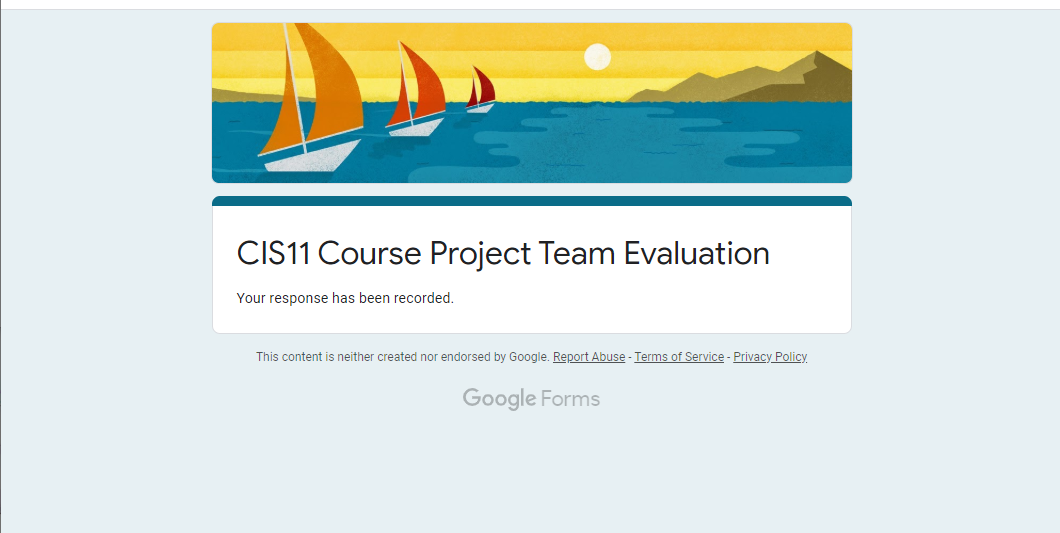 CIS11 Course Project Team Evaluation
Your response has been recorded.
This content is neither created nor endorsed by Google. Report Abuse - Terms of Service - Privacy Policy
Google Forms